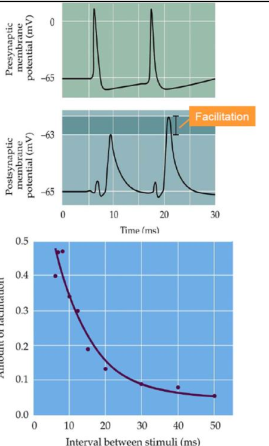 Presynaptic
membrane
potential (mV)
0
–65
Facilitation
Postsynaptic
membrane
potential (mV)
–63
–65
0 10 20 30
Time (ms)
Amount of facilitation
0.5
0.4
0.3
0.2
0.1
0.0
0 10 20 30 40 50
Interval between stimuli (ms)